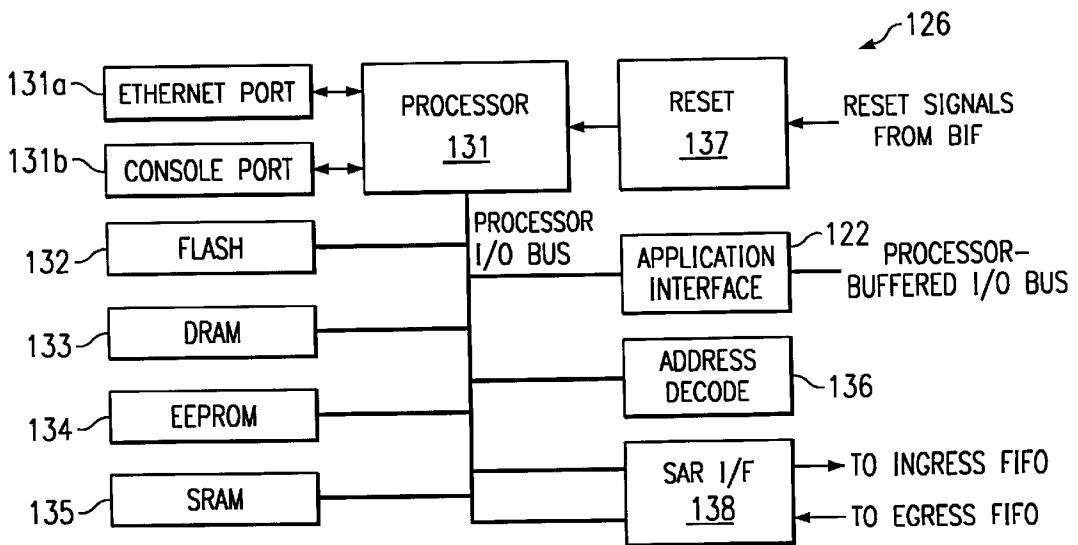 126
131a
ETHERNET PORT
131b
CONSOLE PORT
PROCESSOR
131
RESET
137
RESET SIGNALS
FROM BIF
132
FLASH
PROCESSOR
I/O BUS
122
APPLICATION
INTERFACE
PROCESSOR-
BUFFERED I/O BUS
133
DRAM
ADDRESS
DECODE
136
134
EEPROM
135
SRAM
SAR I/F
138
TO INGRESS FIFO
TO EGRESS FIFO